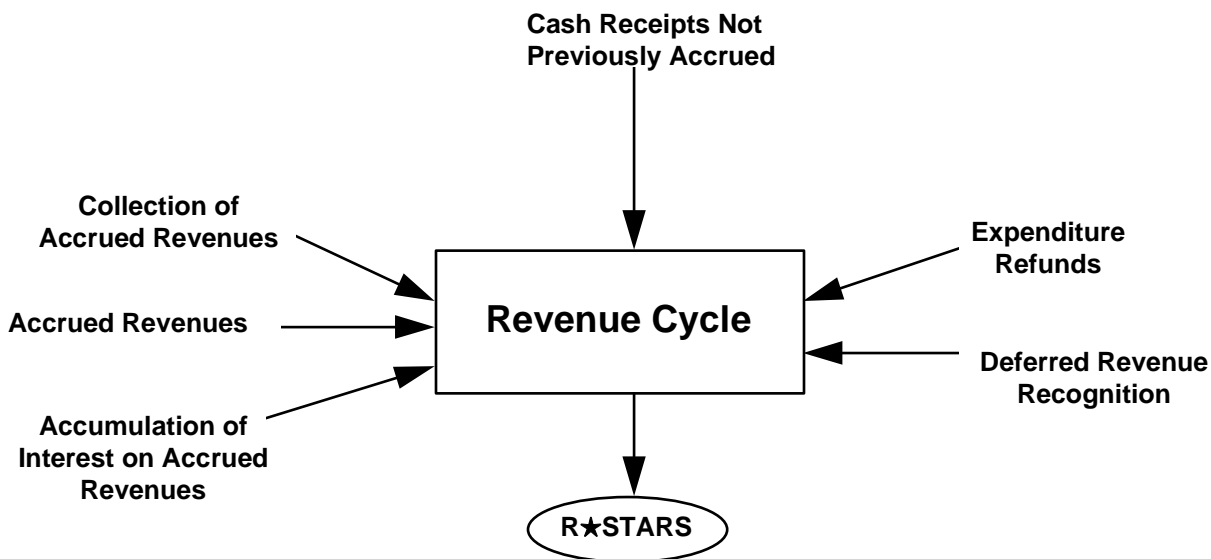 Cash Receipts Not
Previously Accrued
Collection of
Accrued Revenues
Expenditure
Refunds
Accrued Revenues
Revenue Cycle
Deferred Revenue
Recognition
Accumulation of
Interest on Accrued
Revenues
R★STARS